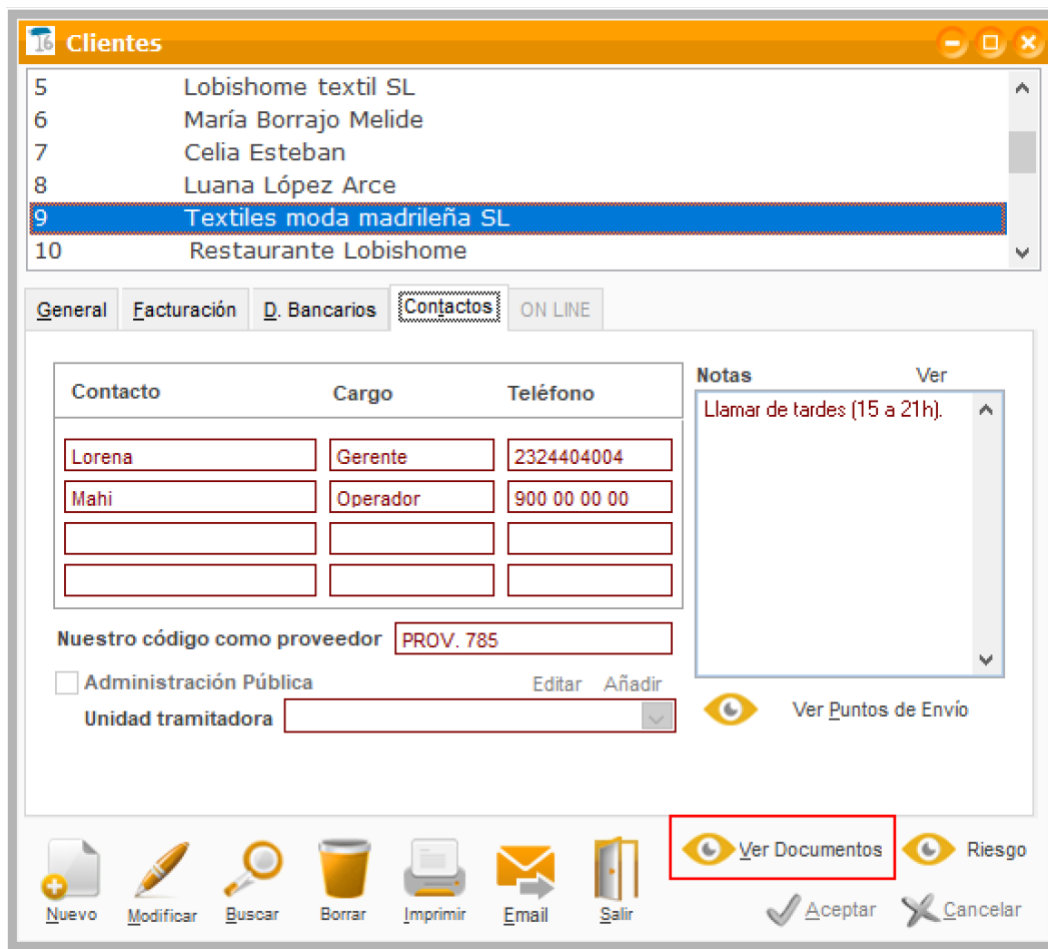 16 Clientes
5 Lobishome textil SL
6 María Borrajo Melide
7 Celia Esteban
8 Luana López Arce
9 Textiles moda madrileña SL
10 Restaurante Lobishome
General Facturación D. Bancarios Contactos ON LINE
Contacto Cargo Teléfono
Lorena Gerente 2324404004
Mahi Operador 900 00 00 00
Nuestro código como proveedor PROV. 785
Administración Pública Editar Añadir
Unidad tramitadora
Notas Ver
Llamar de tardes (15 a 21h).
Ver Puntos de Envío
Nuevo Modificar Buscar Borrar Imprimir Email Salir
Ver Documentos Riesgo
Aceptar Cancelar